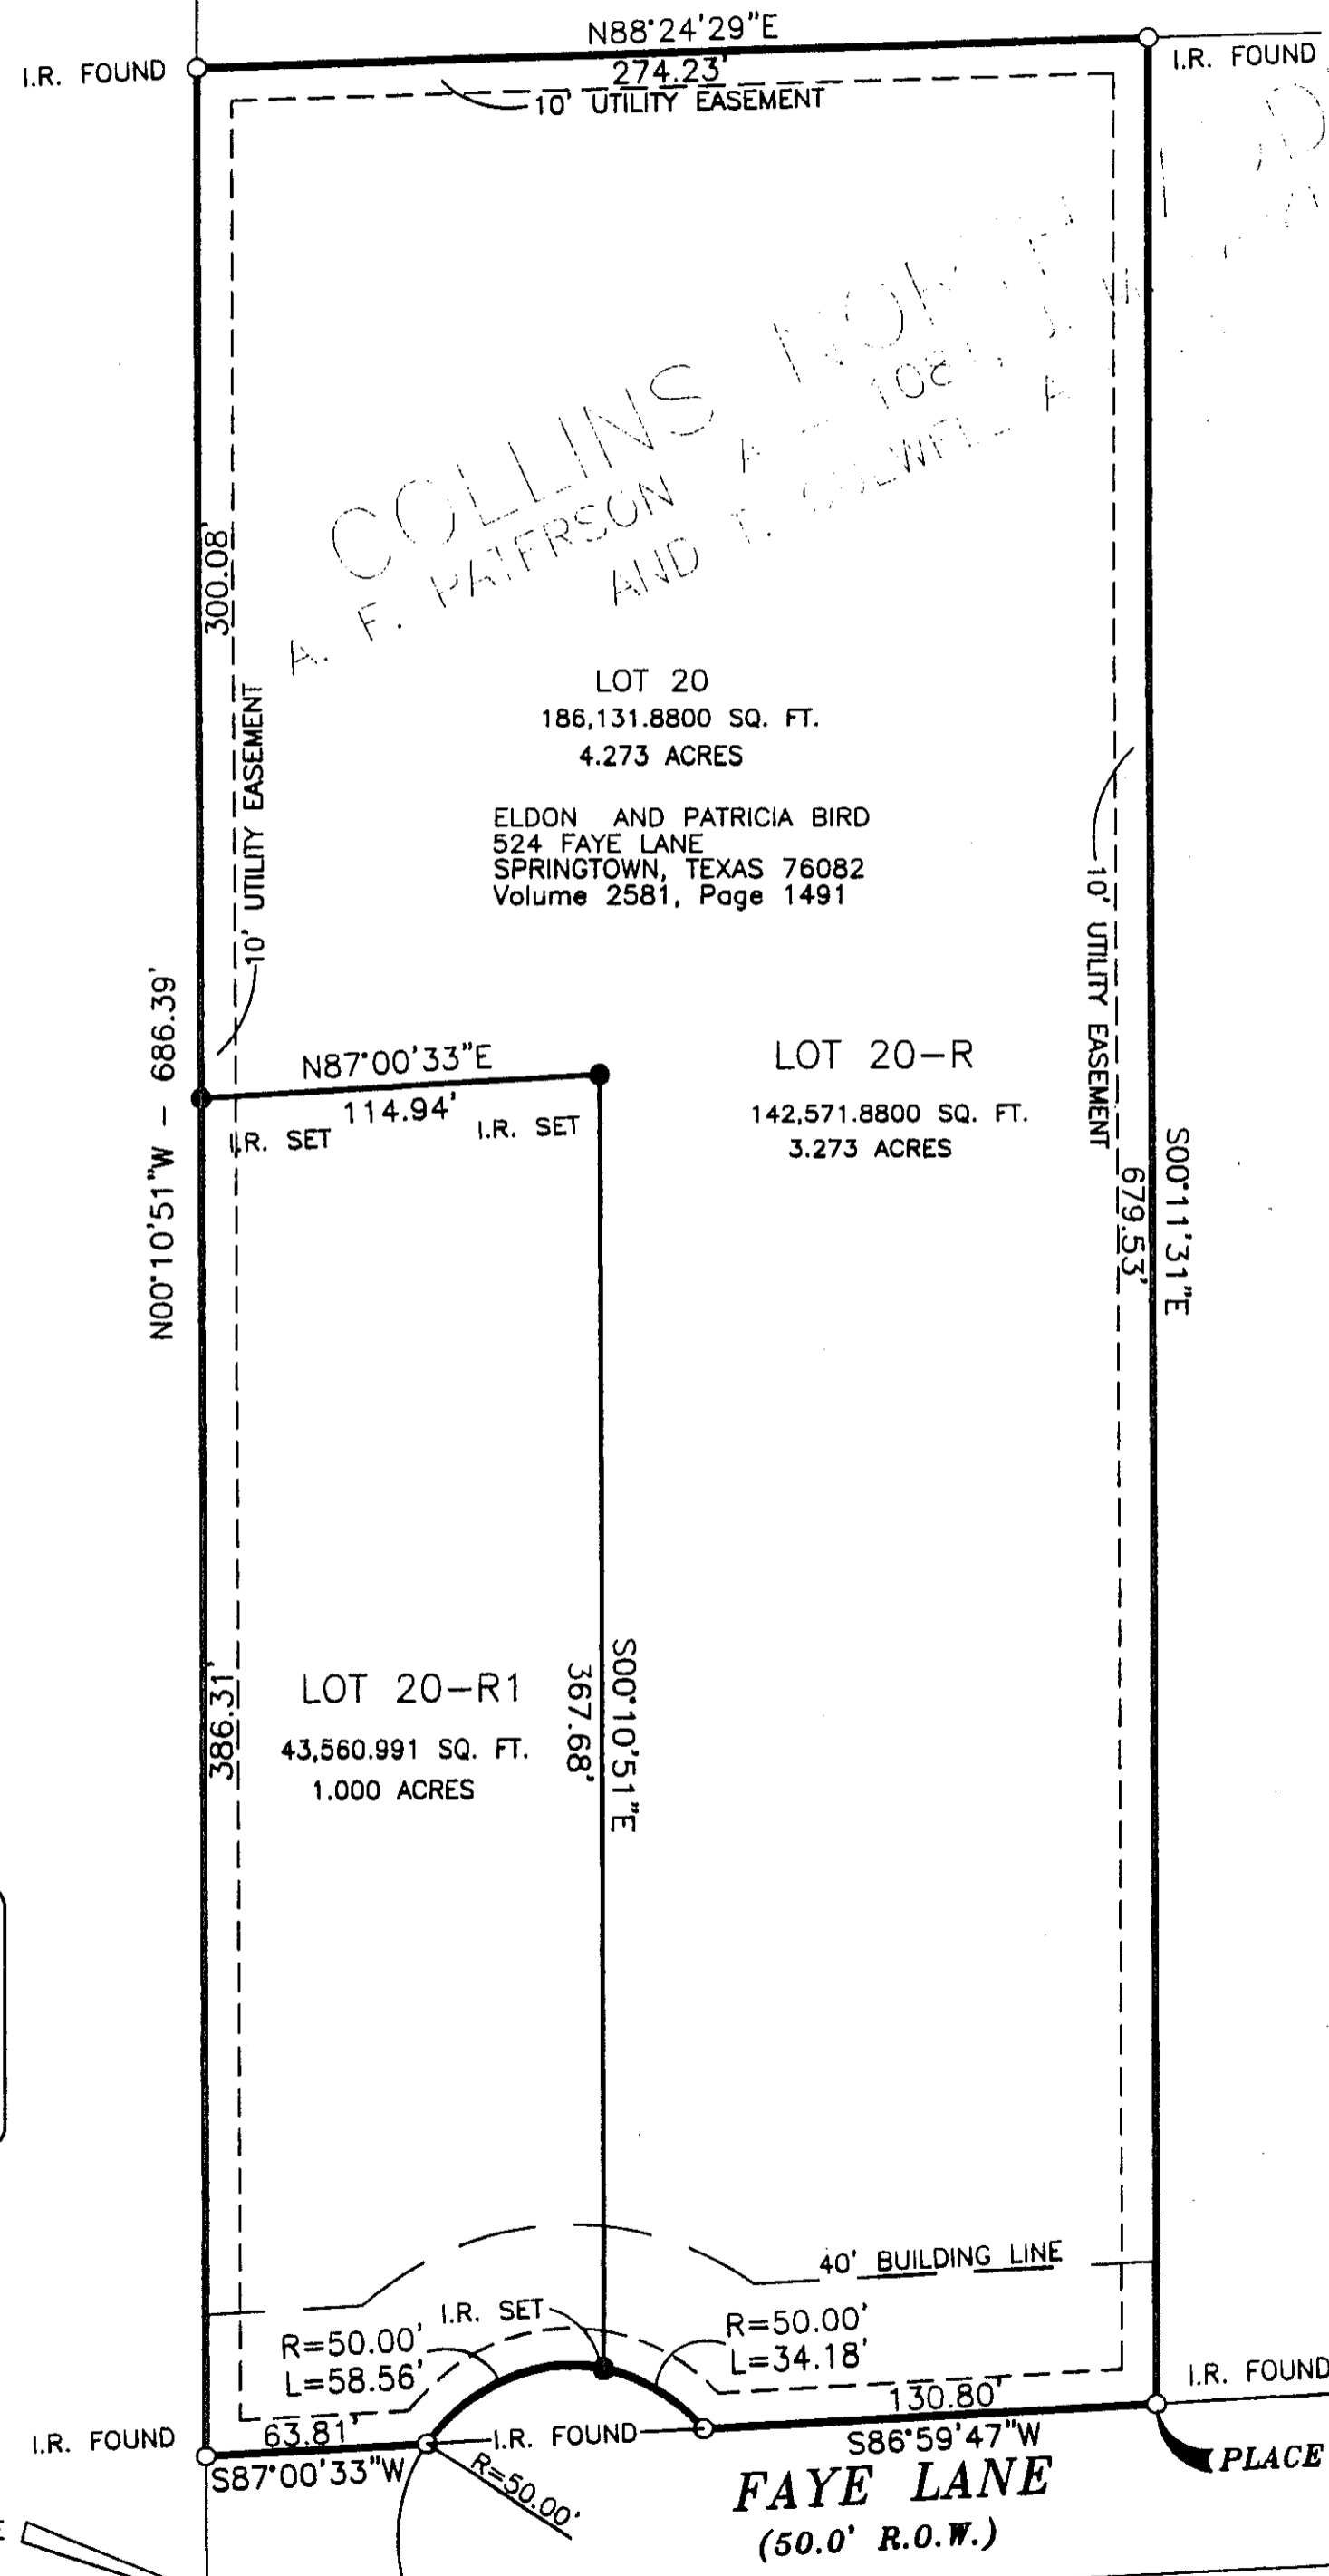 N88°24'29"E
I.R. FOUND
I.R. FOUND
274.23'
10' UTILITY EASEMENT
COLLINS
A. F. PATERSON A - 108
AND T.
300.08'
LOT 20
186,131.8800 SQ. FT.
4.273 ACRES
10' UTILITY EASEMENT
ELDON AND PATRICIA BIRD
524 FAYE LANE
SPRINGTOWN, TEXAS 76082
Volume 2581, Page 1491
10' UTILITY EASEMENT
N00°10'51"W - 686.39'
N87°00'33"E
114.94'
I.R. SET
I.R. SET
LOT 20-R
142,571.8800 SQ. FT.
3.273 ACRES
S00°11'31"E
679.53'
LOT 20-R1
43,560.991 SQ. FT.
1.000 ACRES
386.31'
S00°10'51"E
367.68'
40' BUILDING LINE
I.R. SET
R=50.00'
L=58.56'
R=50.00'
L=34.18'
I.R. FOUND
130.80'
S86°59'47"W
I.R. FOUND
63.81'
S87°00'33"W
I.R. FOUND
R=50.00'
PLACE
FAYE LANE
(50.0' R.O.W.)